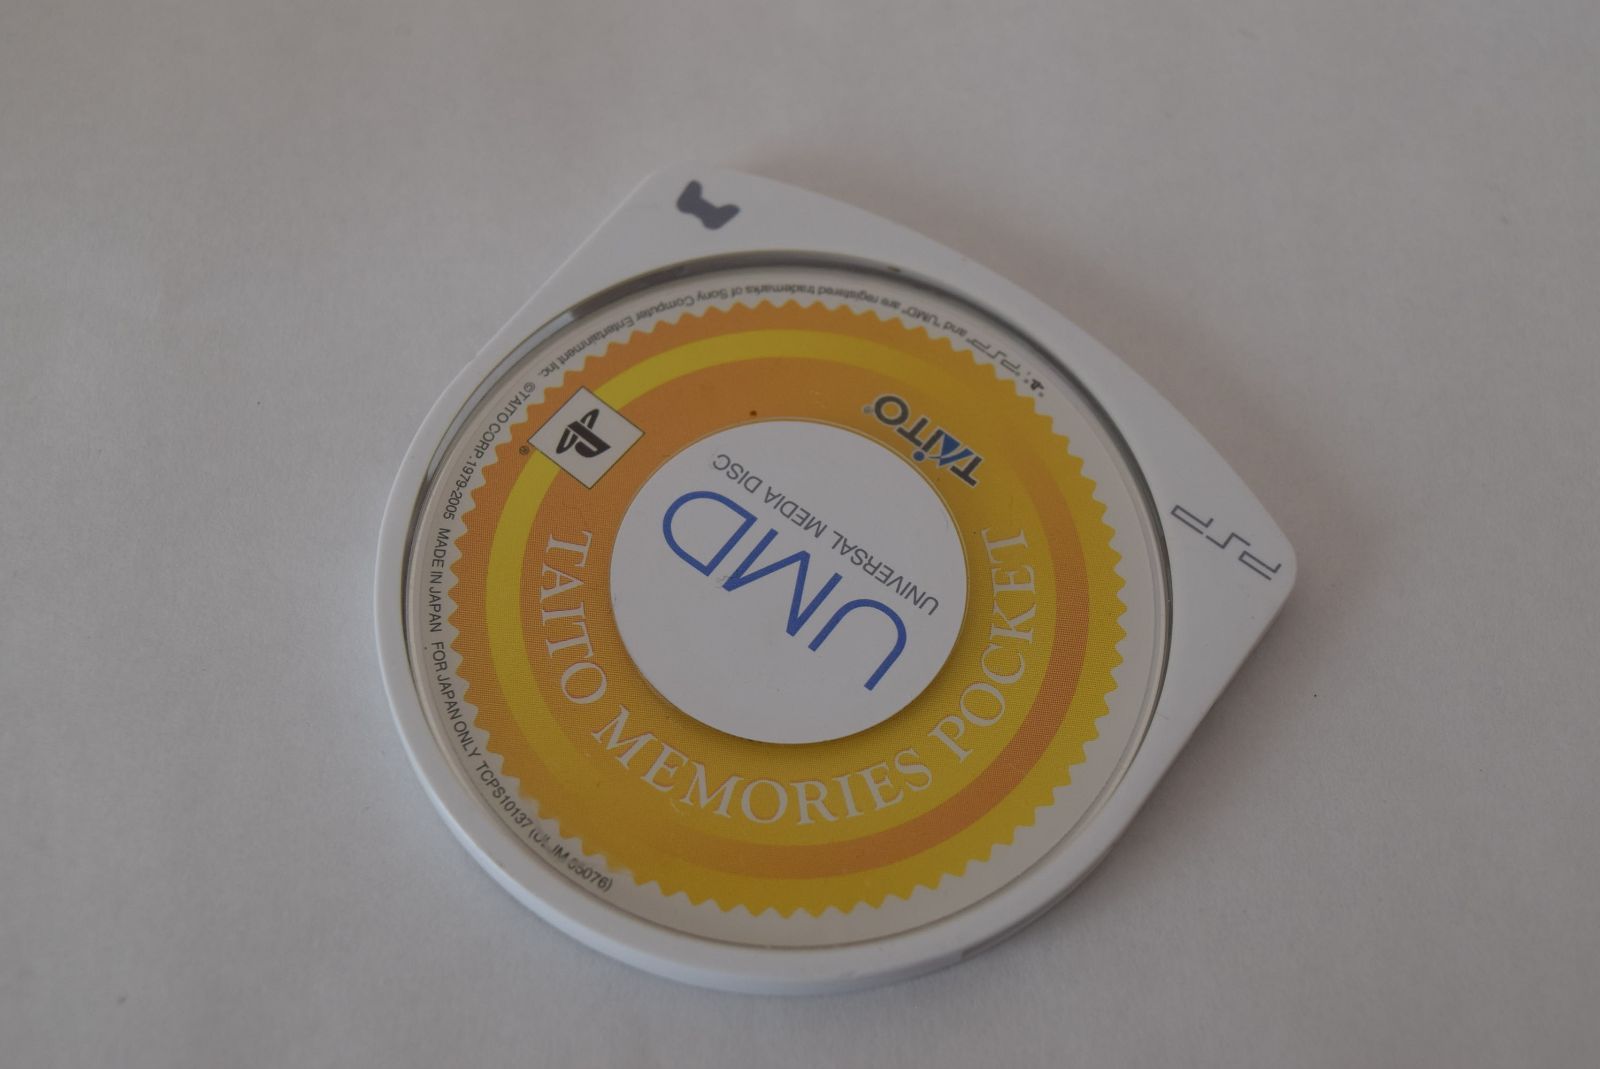 PSP
TAITO
UMD
UNIVERSAL MEDIA DISC
TAITO MEMORIES POCKET
"PSP" and "UMD" are registered trademarks of Sony Computer Entertainment Inc. ©TAITO CORP.1979-2005 MADE IN JAPAN FOR JAPAN ONLY TCPS10137